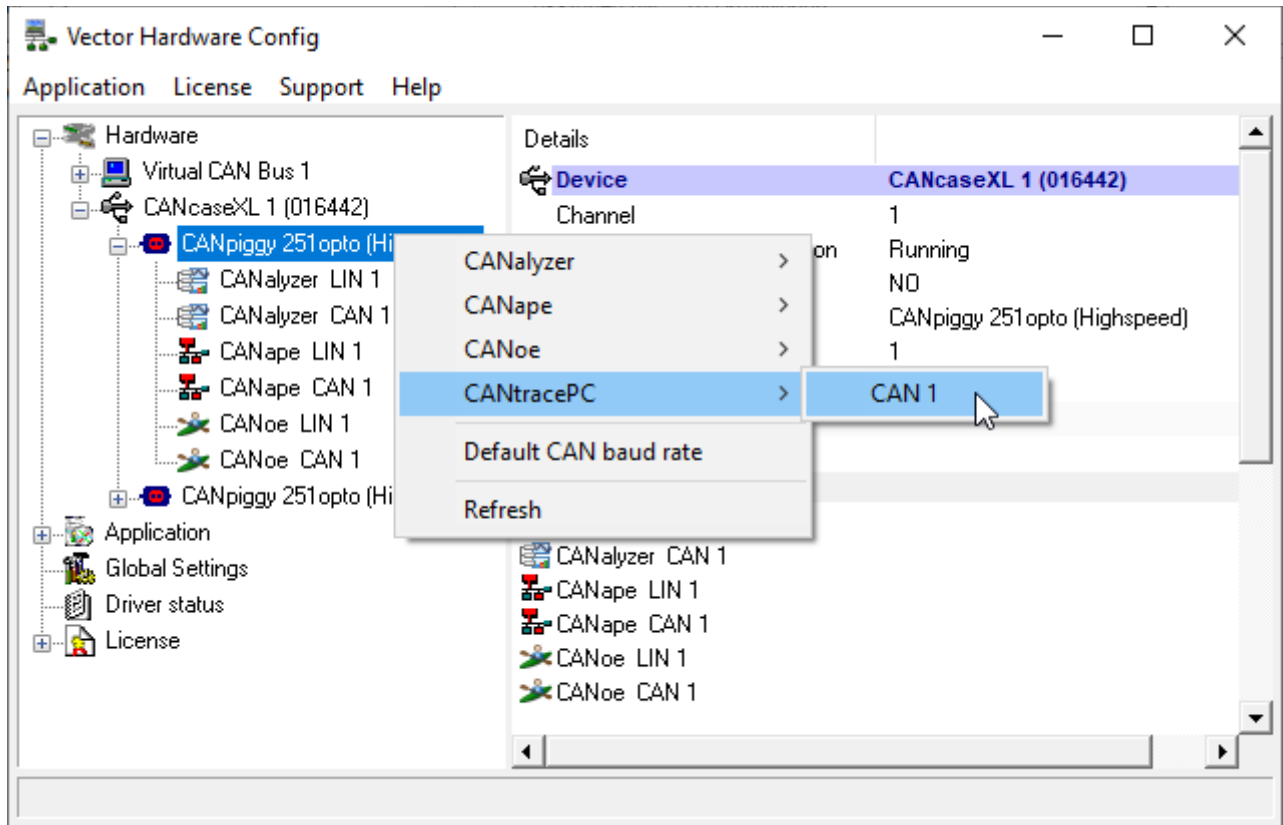 Vector Hardware Config
Application License Support Help
Hardware
Virtual CAN Bus 1
CANcaseXL 1 (016442)
CANpiggy 251opto (Hi
CANalyzer LIN 1
CANalyzer CAN 1
CANape LIN 1
CANape CAN 1
CANoe LIN 1
CANoe CAN 1
CANpiggy 251opto (Hi
Application
Global Settings
Driver status
License
CANalyzer
CANape
CANoe
CANtracePC
Default CAN baud rate
Refresh
CAN 1
Details
Device CANcaseXL 1 (016442)
Channel 1
on Running
NO
CANpiggy 251opto (Highspeed)
1
CANalyzer CAN 1
CANape LIN 1
CANape CAN 1
CANoe LIN 1
CANoe CAN 1